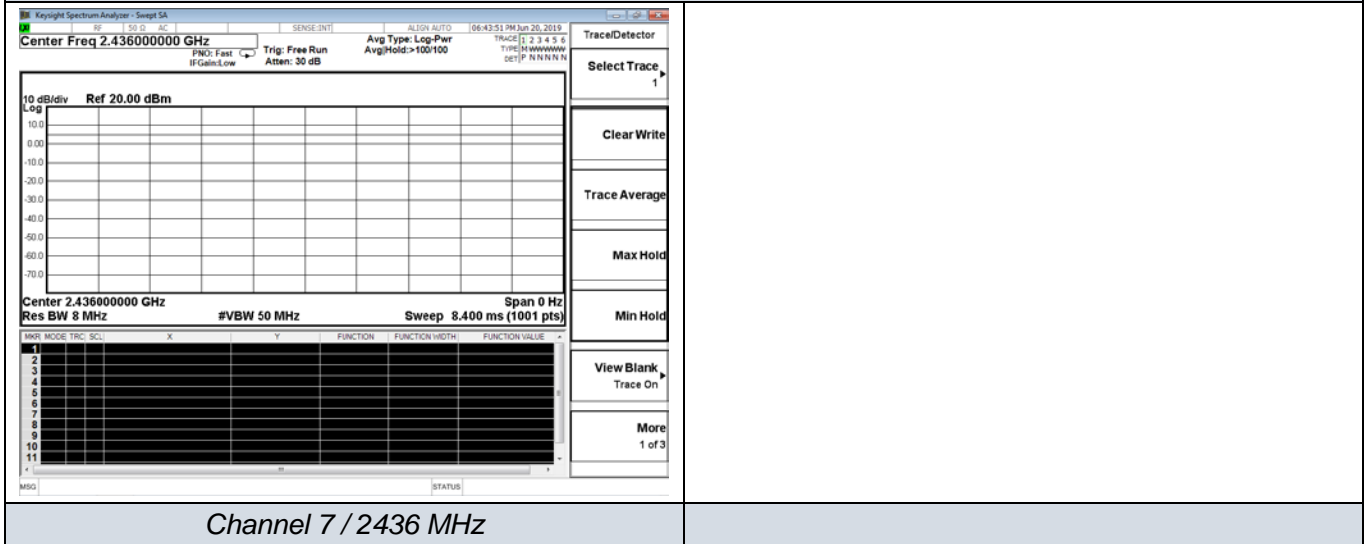 Keysight Spectrum Analyzer - Swept SA
RF 50 Ω AC SENSE:INT ALIGN AUTO 06:43:51 PM Jun 20, 2019
Center Freq 2.436000000 GHz
PNO: Fast
IFGain:Low
Trig: Free Run
Atten: 30 dB
Avg Type: Log-Pwr
Avg|Hold:>100/100
TRACE 1 2 3 4 5 6
TYPE MWWWWW
DET P NNNNN
10 dB/div Ref 20.00 dBm
Log
10.0
0.00
-10.0
-20.0
-30.0
-40.0
-50.0
-60.0
-70.0
Center 2.436000000 GHz Span 0 Hz
Res BW 8 MHz #VBW 50 MHz Sweep 8.400 ms (1001 pts)
MKR MODE TRC SCL X Y FUNCTION FUNCTION WIDTH FUNCTION VALUE
1
2
3
4
5
6
7
8
9
10
11
MSG STATUS
Trace/Detector
Select Trace
1
Clear Write
Trace Average
Max Hold
Min Hold
View Blank
Trace On
More
1 of 3
Channel 7 / 2436 MHz